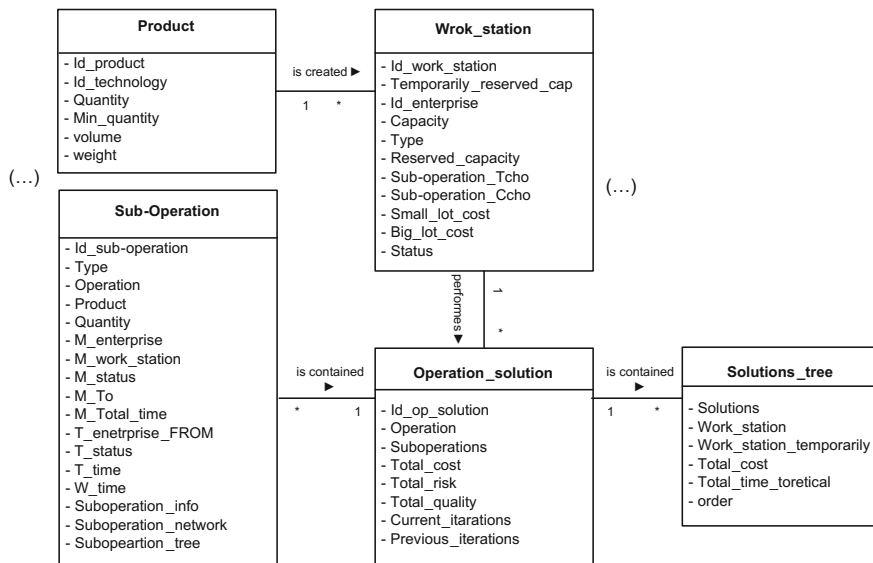 Product
- Id_product
- Id_technology
- Quantity
- Min_quantity
- volume
- weight
is created ►
1 *
Wrok_station
- Id_work_station
- Temporarily_reserved_cap
- Id_enterprise
- Capacity
- Type
- Reserved_capacity
- Sub-operation_Tcho
- Sub-operation_Ccho
- Small_lot_cost
- Big_lot_cost
- Status
(...)
(...)
Sub-Operation
- Id_sub-operation
- Type
- Operation
- Product
- Quantity
- M_enterprise
- M_work_station
- M_status
- M_To
- M_Total_time
- T_enetrprise_FROM
- T_status
- T_time
- W_time
- Suboperation_info
- Suboperation_network
- Subopeartion_tree
performes ►
1 *
is contained
►
* 1
Operation_solution
- Id_op_solution
- Operation
- Suboperations
- Total_cost
- Total_risk
- Total_quality
- Current_itarations
- Previous_iterations
is contained
►
1 *
Solutions_tree
- Solutions
- Work_station
- Work_station_temporarily
- Total_cost
- Total_time_toretical
- order